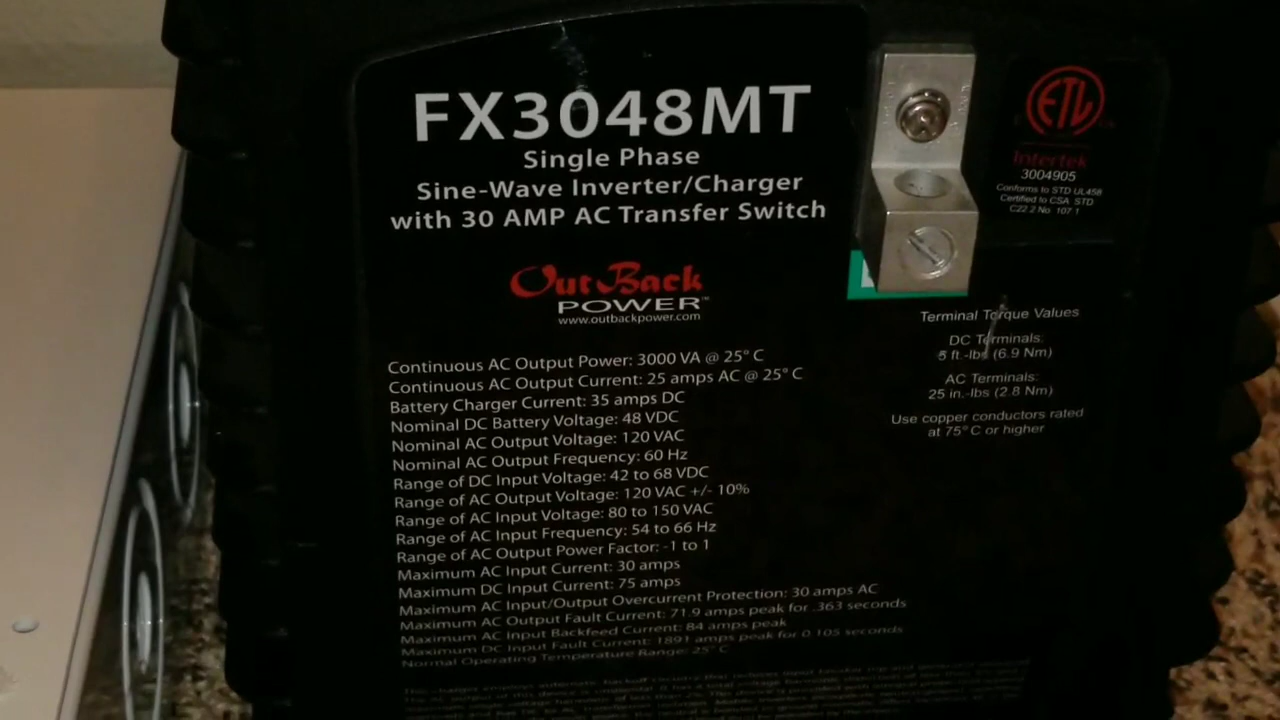 FX3048MT
Single Phase
Sine-Wave Inverter/Charger
with 30 AMP AC Transfer Switch
OutBack
POWER™
www.outbackpower.com
Continuous AC Output Power: 3000 VA @ 25° C
Continuous AC Output Current: 25 amps AC @ 25° C
Battery Charger Current: 35 amps DC
Nominal DC Battery Voltage: 48 VDC
Nominal AC Output Voltage: 120 VAC
Nominal AC Output Frequency: 60 Hz
Range of DC Input Voltage: 42 to 68 VDC
Range of AC Output Voltage: 120 VAC +/- 10%
Range of AC Input Voltage: 80 to 150 VAC
Range of AC Input Frequency: 54 to 66 Hz
Range of AC Output Power Factor: -1 to 1
Maximum AC Input Current: 30 amps
Maximum DC Input Current: 75 amps
Maximum AC Input/Output Overcurrent Protection: 30 amps AC
Maximum AC Output Fault Current: 71.9 amps peak for .363 seconds
Maximum AC Input Backfeed Current: 84 amps peak
Maximum DC Input Fault Current: 1891 amps peak for 0.105 seconds
Normal Operating Temperature Range: 25° C
ETL
Intertek
3004905
Conforms to STD UL458
Certified to CSA STD
C22.2 No. 107.1
Terminal Torque Values
DC Terminals:
5 ft.-lbs (6.9 Nm)
AC Terminals:
25 in.-lbs (2.8 Nm)
Use copper conductors rated
at 75°C or higher